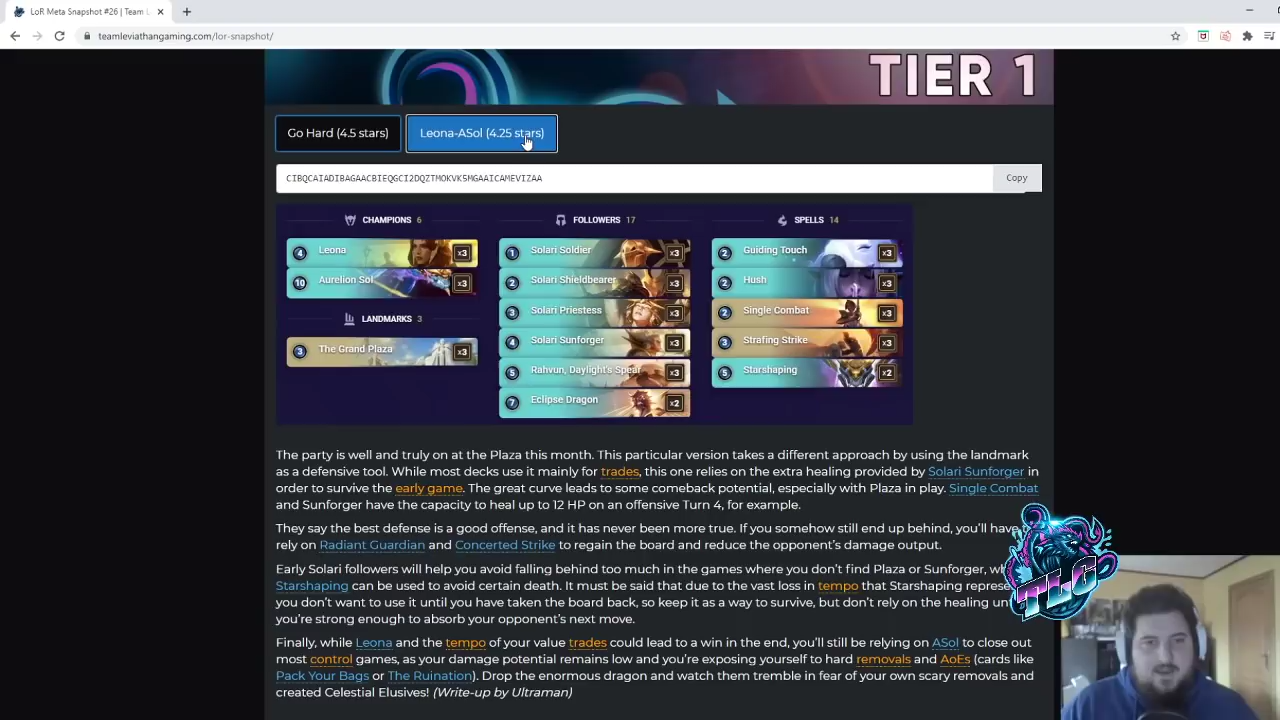 LoR Meta Snapshot #26 | Team L
teamleviathangaming.com/lor-snapshot/
TIER 1
Go Hard (4.5 stars)
Leona-ASol (4.25 stars)
CIBQCAIADIBAGAACBIEQGCI2DQZTMOKVK5MGAAICAMEVIZAA
Copy
CHAMPIONS 6
4 Leona x3
10 Aurelion Sol x3
LANDMARKS 3
3 The Grand Plaza x3
FOLLOWERS 17
1 Solari Soldier x3
2 Solari Shieldbearer x3
3 Solari Priestess x3
4 Solari Sunforger x3
5 Rahvun, Daylight's Spear x3
7 Eclipse Dragon x2
SPELLS 14
2 Guiding Touch x3
2 Hush x3
2 Single Combat x3
3 Strafing Strike x3
5 Starshaping x2
The party is well and truly on at the Plaza this month. This particular version takes a different approach by using the landmark
as a defensive tool. While most decks use it mainly for trades, this one relies on the extra healing provided by Solari Sunforger in
order to survive the early game. The great curve leads to some comeback potential, especially with Plaza in play. Single Combat
and Sunforger have the capacity to heal up to 12 HP on an offensive Turn 4, for example.
They say the best defense is a good offense, and it has never been more true. If you somehow still end up behind, you'll have
rely on Radiant Guardian and Concerted Strike to regain the board and reduce the opponent's damage output.
Early Solari followers will help you avoid falling behind too much in the games where you don't find Plaza or Sunforger, wh
Starshaping can be used to avoid certain death. It must be said that due to the vast loss in tempo that Starshaping represe
you don't want to use it until you have taken the board back, so keep it as a way to survive, but don't rely on the healing un
you're strong enough to absorb your opponent's next move.
Finally, while Leona and the tempo of your value trades could lead to a win in the end, you'll still be relying on ASol to close out
most control games, as your damage potential remains low and you're exposing yourself to hard removals and AoEs (cards like
Pack Your Bags or The Ruination). Drop the enormous dragon and watch them tremble in fear of your own scary removals and
created Celestial Elusives! (Write-up by Ultraman)
TLG